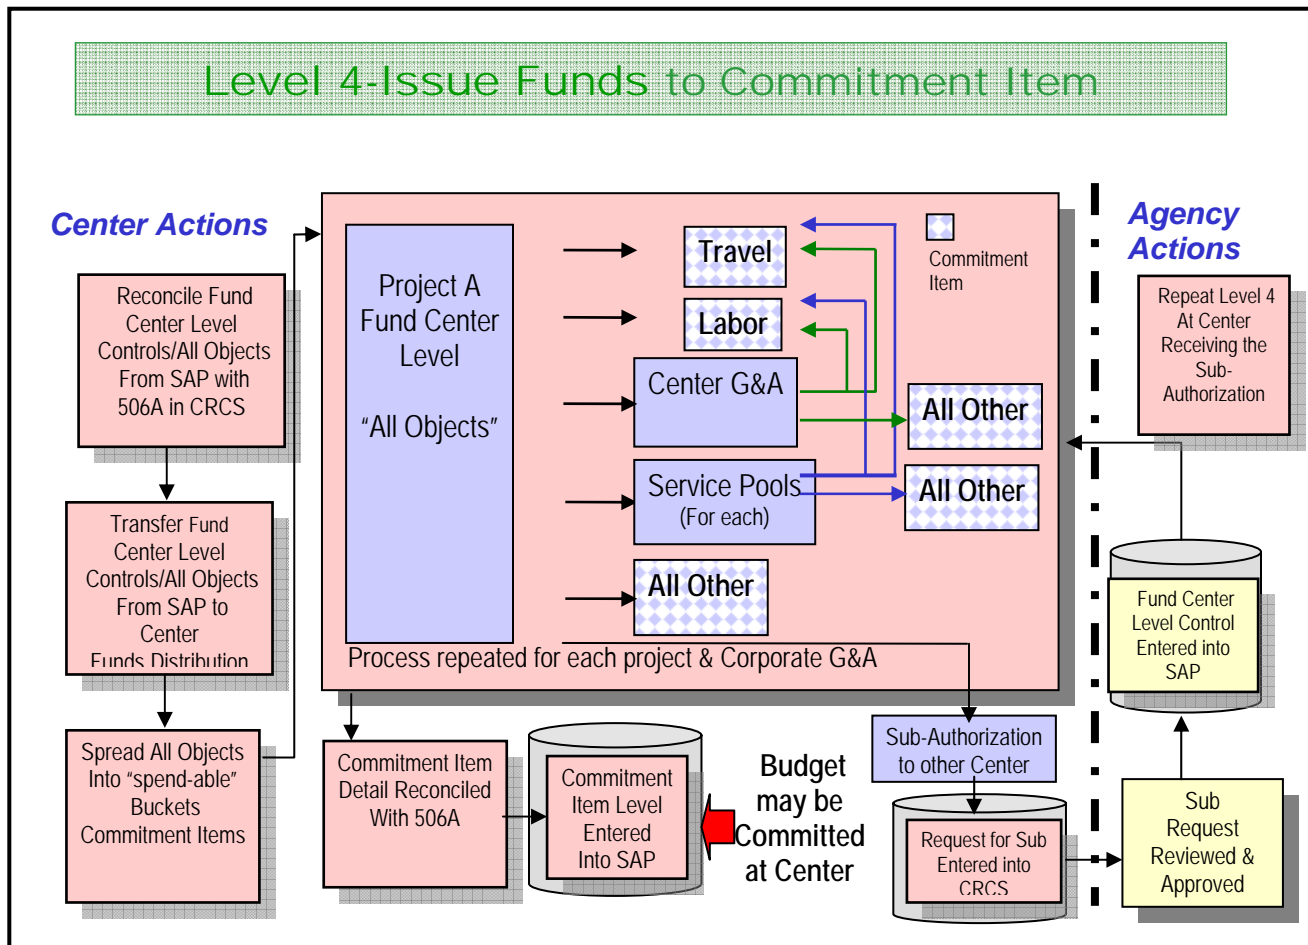 Level 4-Issue Funds to Commitment Item
Center Actions
Reconcile Fund
Center Level
Controls/All Objects
From SAP with
506A in CRCS
Transfer Fund
Center Level
Controls/All Objects
From SAP to
Center
Funds Distribution
Spread All Objects
Into “spend-able”
Buckets
Commitment Items
Project A
Fund Center
Level
“All Objects”
Travel
Labor
Center G&A
Service Pools
(For each)
All Other
All Other
All Other
Commitment
Item
Process repeated for each project & Corporate G&A
Commitment Item
Detail Reconciled
With 506A
Commitment
Item Level
Entered
Into SAP
Budget
may be
Committed
at Center
Sub-Authorization
to other Center
Request for Sub
Entered into
CRCS
Agency
Actions
Repeat Level 4
At Center
Receiving the
Sub-
Authorization
Fund Center
Level Control
Entered into
SAP
Sub
Request
Reviewed &
Approved